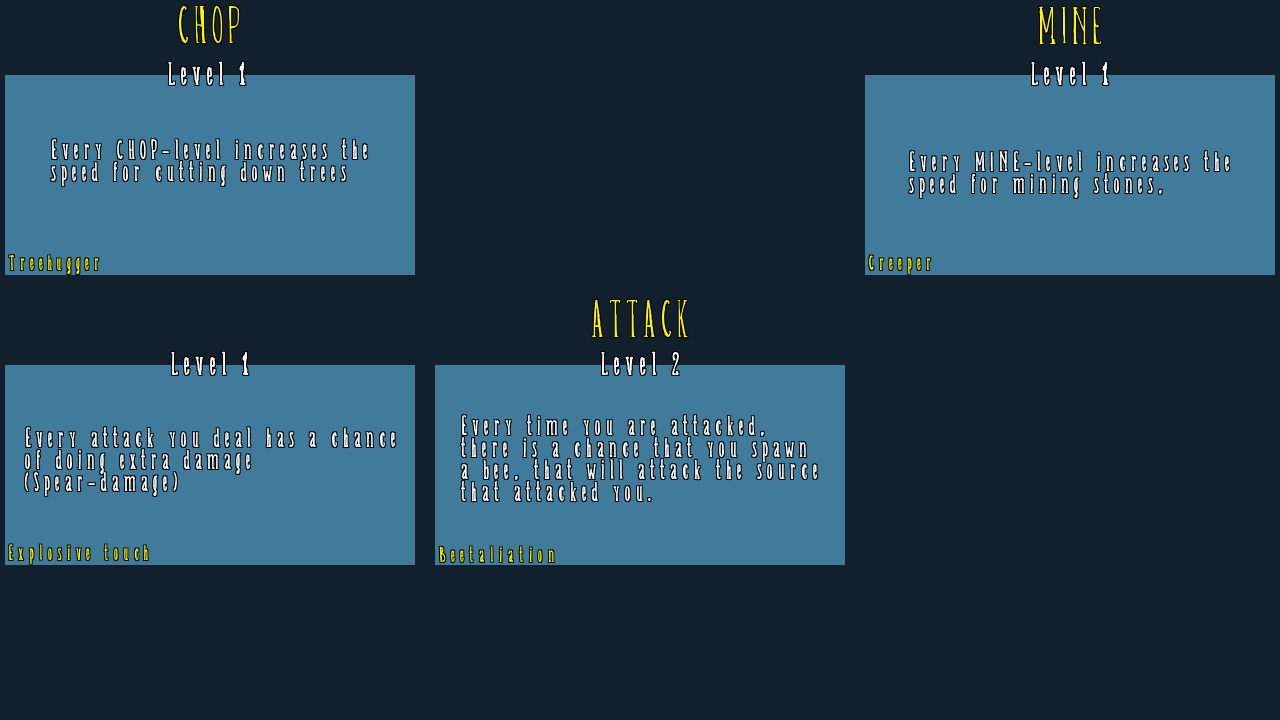 CHOP
Level 1
Every CHOP-level increases the
speed for cutting down trees
Treehugger
MINE
Level 1
Every MINE-level increases the
speed for mining stones.
Creeper
ATTACK
Level 1
Every attack you deal has a chance
of doing extra damage
(Spear-damage)
Explosive touch
Level 2
Every time you are attacked,
there is a chance that you spawn
a bee, that will attack the source
that attacked you.
Beetaliation